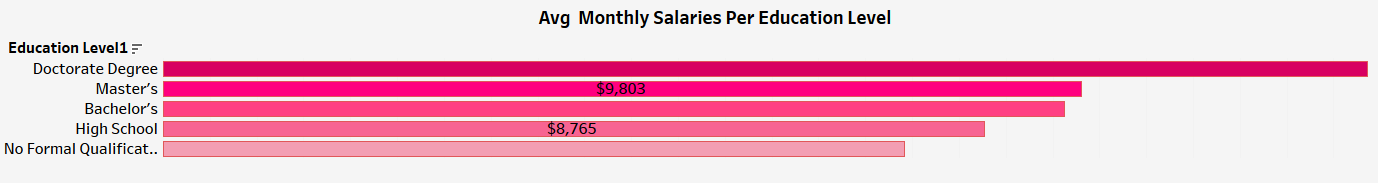 Avg Monthly Salaries Per Education Level
Education Level1
Doctorate Degree
Master's $9,803
Bachelor's
High School $8,765
No Formal Qualificat..